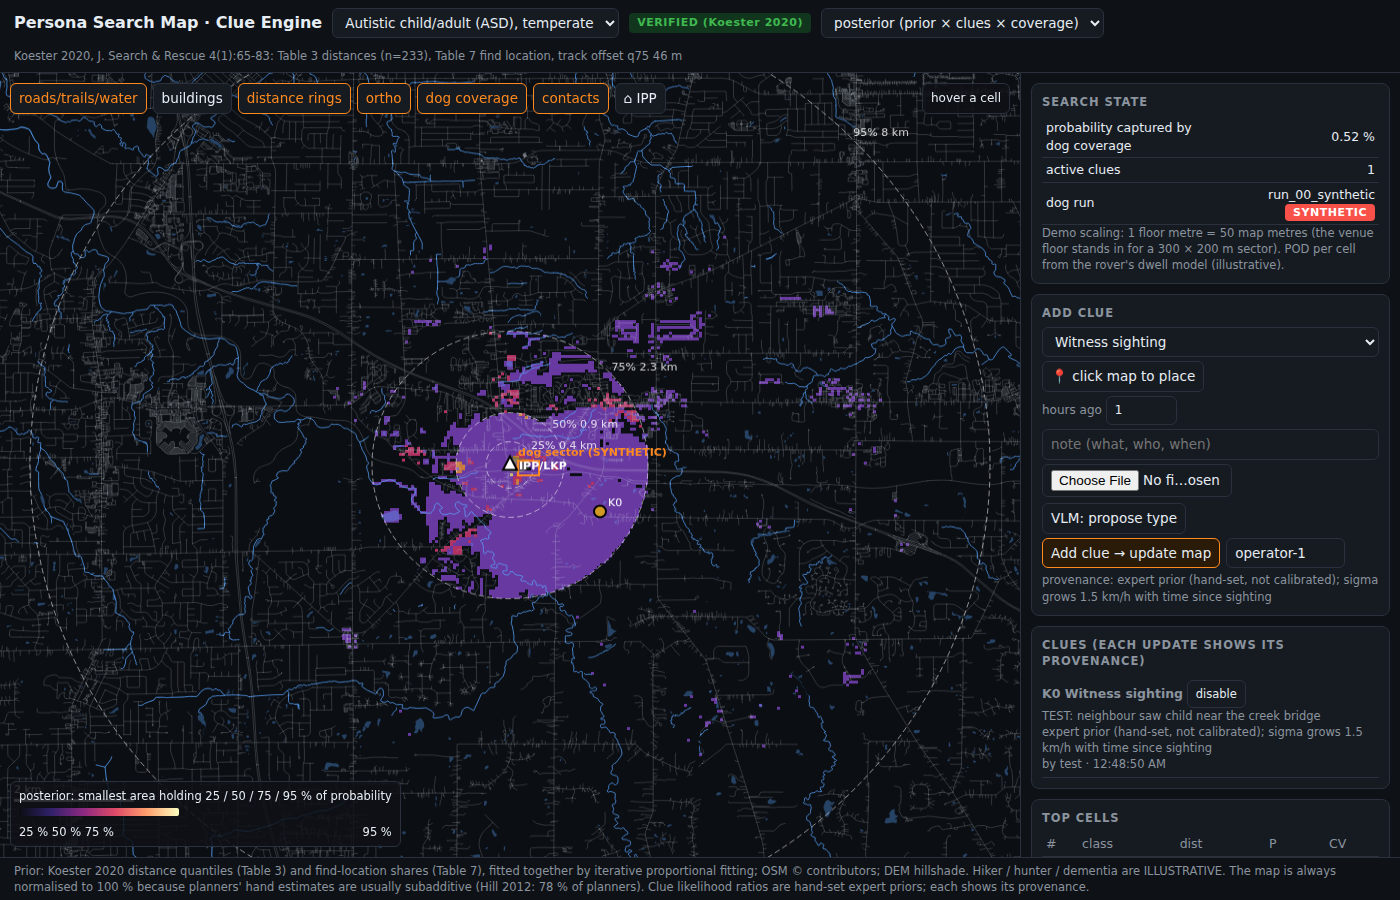 Persona Search Map · Clue Engine
Autistic child/adult (ASD), temperate
VERIFIED (Koester 2020)
posterior (prior × clues × coverage)
Koester 2020, J. Search & Rescue 4(1):65-83: Table 3 distances (n=233), Table 7 find location, track offset q75 46 m
roads/trails/water
buildings
distance rings
ortho
dog coverage
contacts
⌂ IPP
hover a cell
95% 8 km
75% 2.3 km
50% 0.9 km
25% 0.4 km
dog sector (SYNTHETIC)
IPP/LKP
K0
posterior: smallest area holding 25 / 50 / 75 / 95 % of probability
25 % 50 % 75 %
95 %
SEARCH STATE
probability captured by
dog coverage
0.52 %
active clues
1
dog run
run_00_synthetic
SYNTHETIC
Demo scaling: 1 floor metre = 50 map metres (the venue
floor stands in for a 300 × 200 m sector). POD per cell
from the rover's dwell model (illustrative).
ADD CLUE
Witness sighting
📍 click map to place
hours ago
1
note (what, who, when)
Choose File No fi...osen
VLM: propose type
Add clue → update map
operator-1
provenance: expert prior (hand-set, not calibrated); sigma
grows 1.5 km/h with time since sighting
CLUES (EACH UPDATE SHOWS ITS
PROVENANCE)
K0 Witness sighting
disable
TEST: neighbour saw child near the creek bridge
expert prior (hand-set, not calibrated); sigma grows 1.5
km/h with time since sighting
by test · 12:48:50 AM
TOP CELLS
# class dist P CV
Prior: Koester 2020 distance quantiles (Table 3) and find-location shares (Table 7), fitted together by iterative proportional fitting; OSM © contributors; DEM hillshade. Hiker / hunter / dementia are ILLUSTRATIVE. The map is always
normalised to 100 % because planners' hand estimates are usually subadditive (Hill 2012: 78 % of planners). Clue likelihood ratios are hand-set expert priors; each shows its provenance.